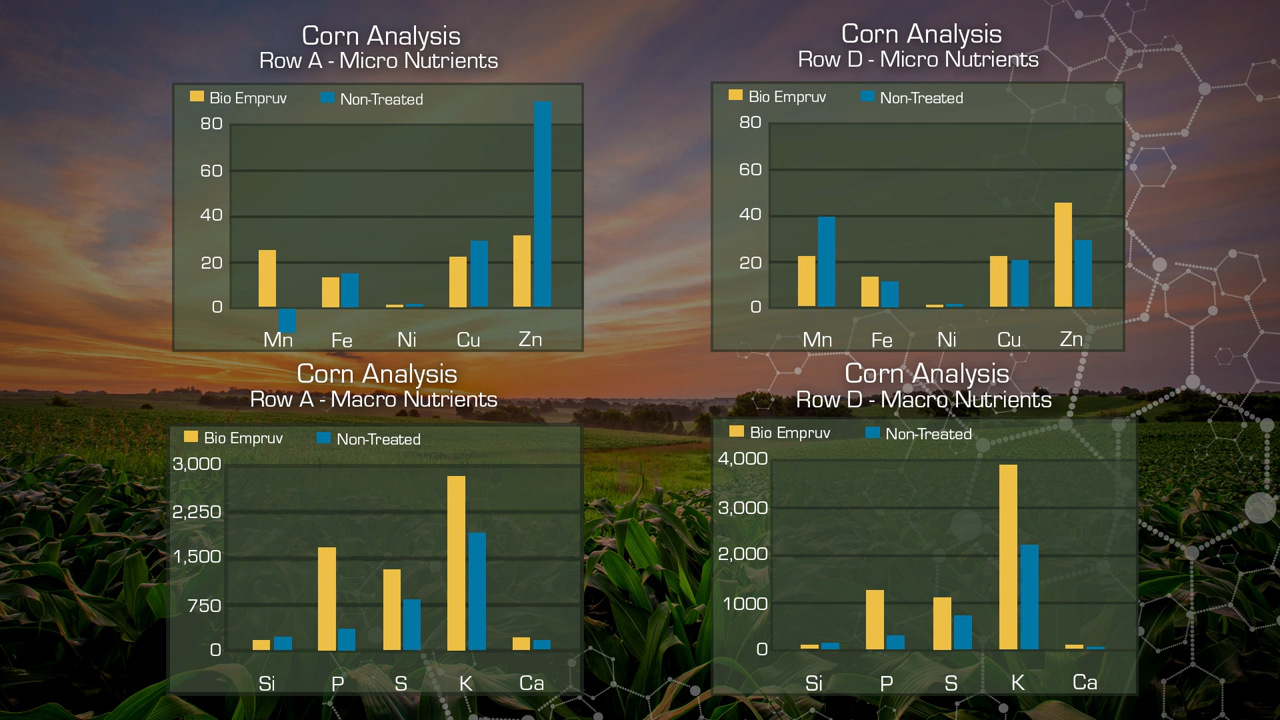 Corn Analysis
Row A - Micro Nutrients
Bio Empruv Non-Treated
80
60
40
20
0
Mn Fe Ni Cu Zn
Corn Analysis
Row D - Micro Nutrients
Bio Empruv Non-Treated
80
60
40
20
0
Mn Fe Ni Cu Zn
Corn Analysis
Row A - Macro Nutrients
Bio Empruv Non-Treated
3,000
2,250
1,500
750
0
Si P S K Ca
Corn Analysis
Row D - Macro Nutrients
Bio Empruv Non-Treated
4,000
3,000
2,000
1000
0
Si P S K Ca